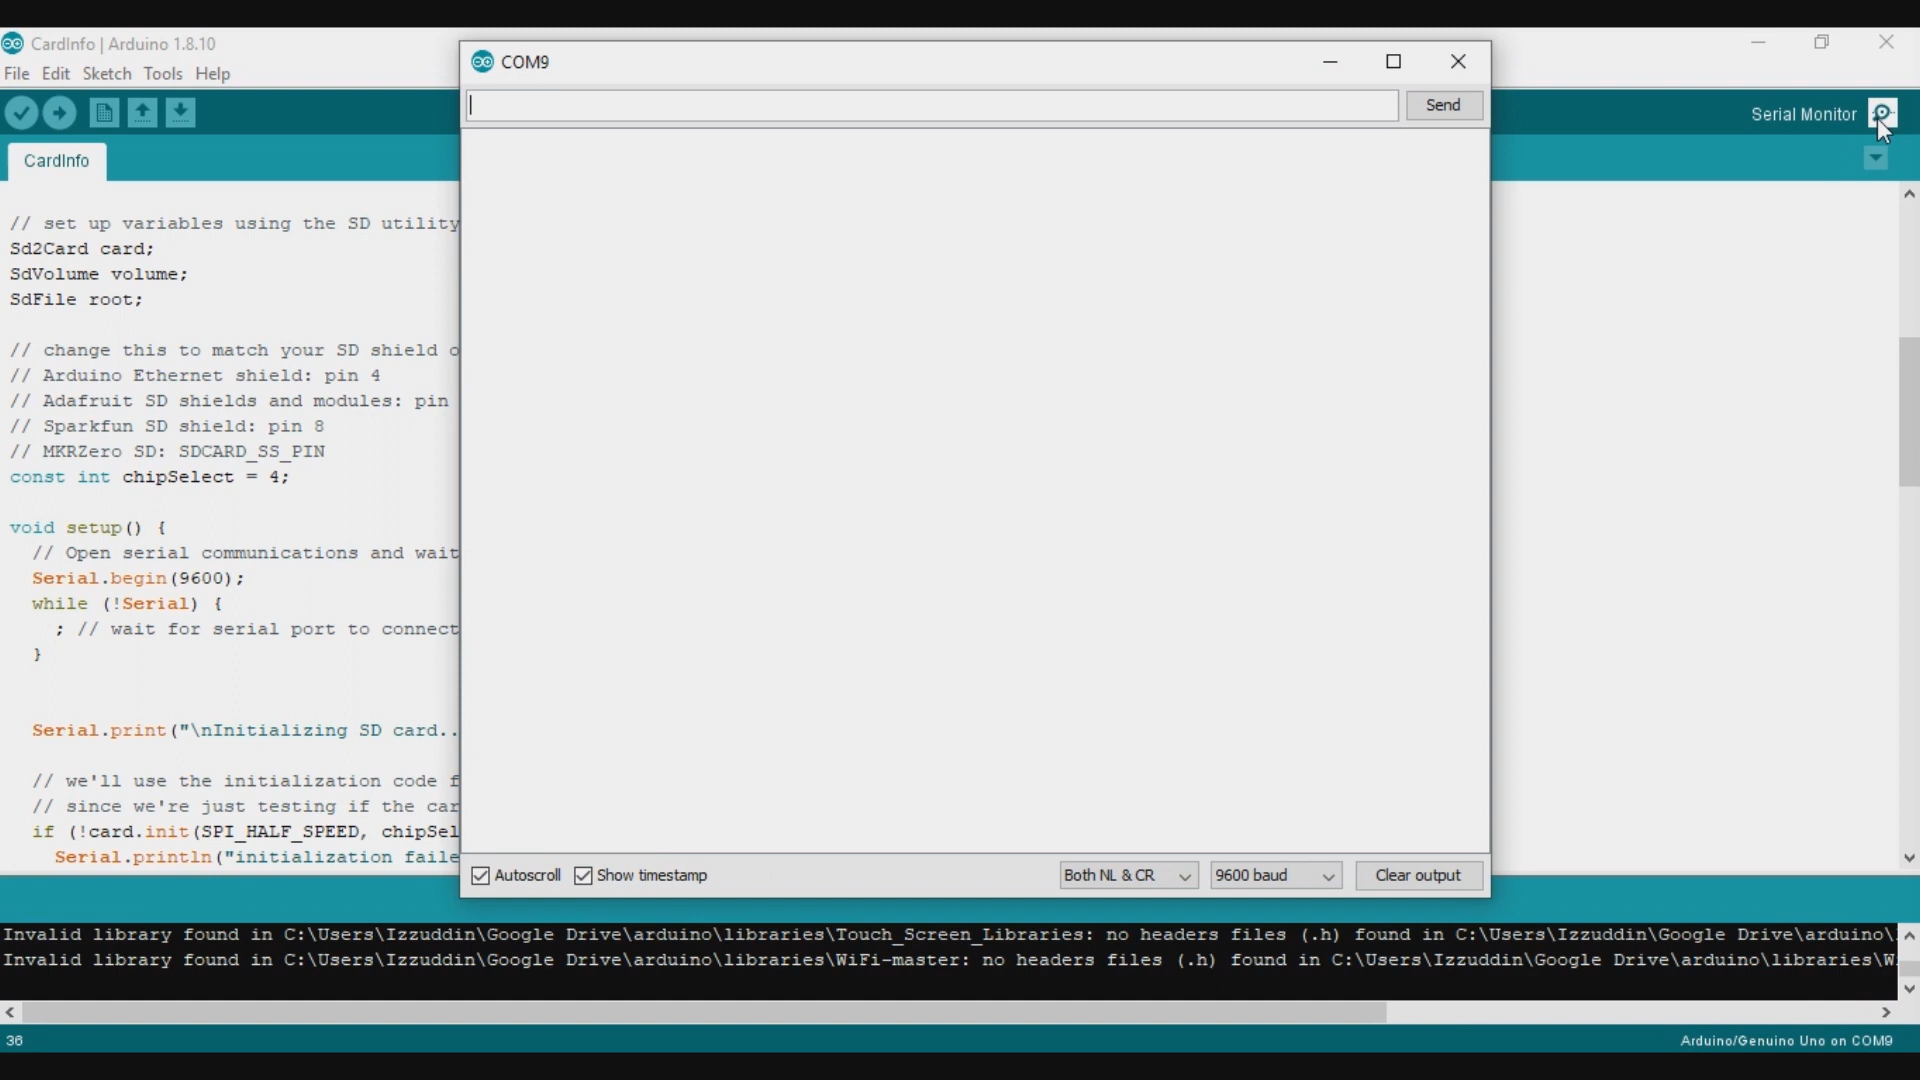 CardInfo | Arduino 1.8.10
File Edit Sketch Tools Help
Serial Monitor
CardInfo
// set up variables using the SD utility
Sd2Card card;
SdVolume volume;
SdFile root;
// change this to match your SD shield o
// Arduino Ethernet shield: pin 4
// Adafruit SD shields and modules: pin
// Sparkfun SD shield: pin 8
// MKRZero SD: SDCARD_SS_PIN
const int chipSelect = 4;
void setup() {
// Open serial communications and wait
Serial.begin(9600);
while (!Serial) {
; // wait for serial port to connect
}
Serial.print("\nInitializing SD card..
// we'll use the initialization code f
// since we're just testing if the car
if (!card.init(SPI_HALF_SPEED, chipSel
Serial.println("initialization faile
COM9
Send
Autoscroll Show timestamp Both NL & CR 9600 baud Clear output
Invalid library found in C:\Users\Izzuddin\Google Drive\arduino\libraries\Touch_Screen_Libraries: no headers files (.h) found in C:\Users\Izzuddin\Google Drive\arduino\
Invalid library found in C:\Users\Izzuddin\Google Drive\arduino\libraries\WiFi-master: no headers files (.h) found in C:\Users\Izzuddin\Google Drive\arduino\libraries\W
36
Arduino/Genuino Uno on COM9